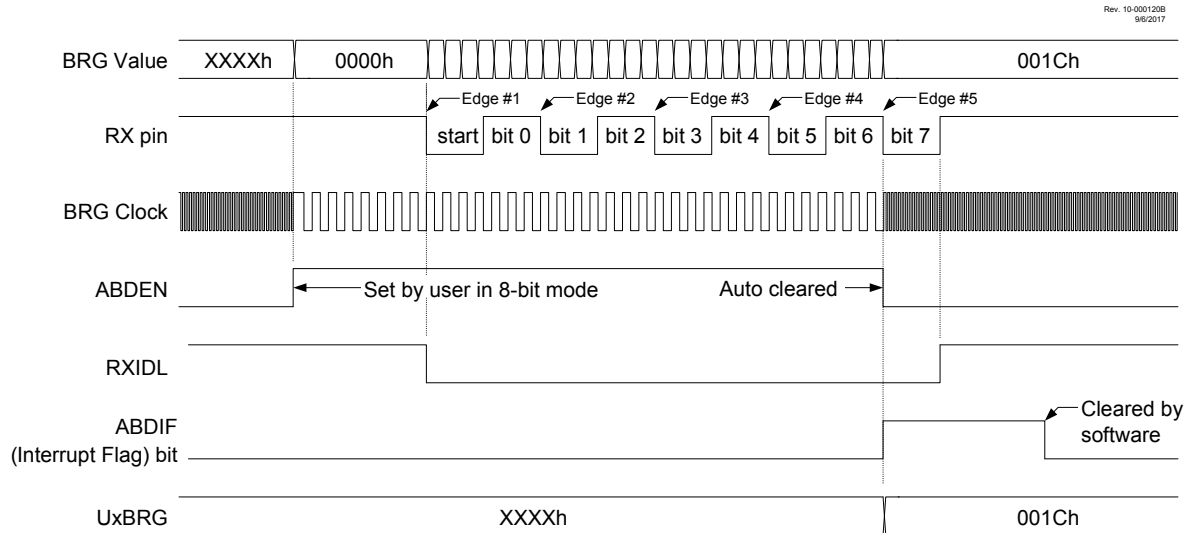 Rev. 10-000120B
9/6/2017
BRG Value XXXXh 0000h 001Ch
Edge #1 Edge #2 Edge #3 Edge #4 Edge #5
RX pin start bit 0 bit 1 bit 2 bit 3 bit 4 bit 5 bit 6 bit 7
BRG Clock
ABDEN Set by user in 8-bit mode Auto cleared
RXIDL
ABDIF
(Interrupt Flag) bit
Cleared by
software
UxBRG XXXXh 001Ch